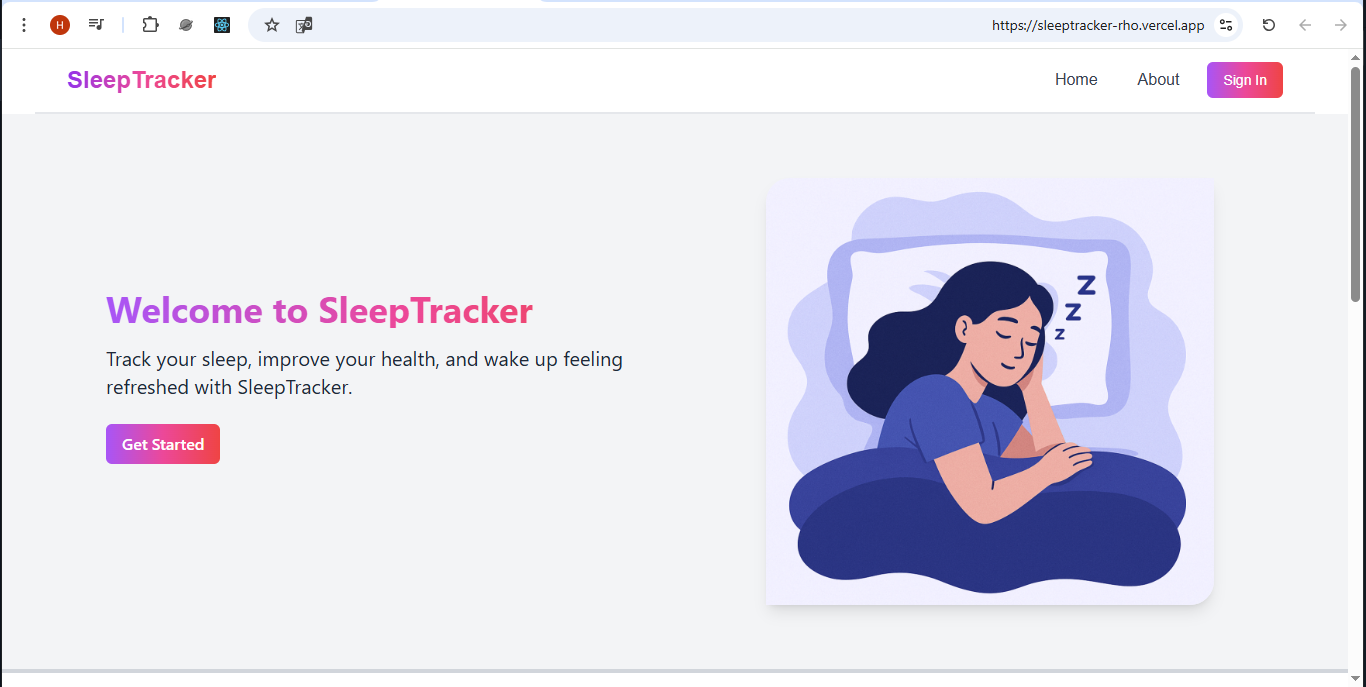 H
https://sleeptracker-rho.vercel.app
SleepTracker
Home
About
Sign In
Welcome to SleepTracker
Track your sleep, improve your health, and wake up feeling
refreshed with SleepTracker.
Get Started
Z
Z
Z